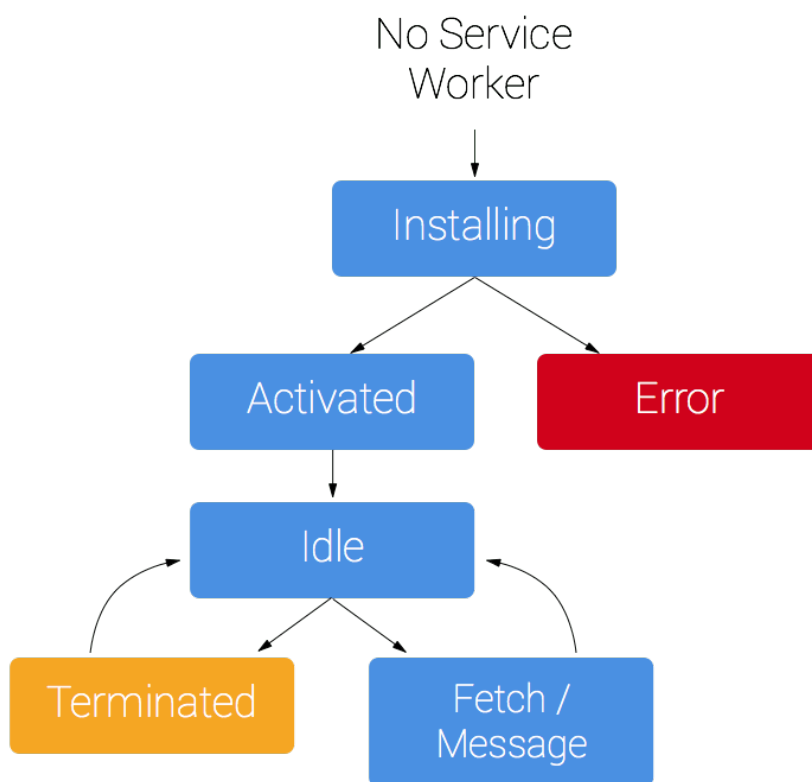 No Service
Worker
Installing
Activated
Error
Idle
Terminated
Fetch /
Message